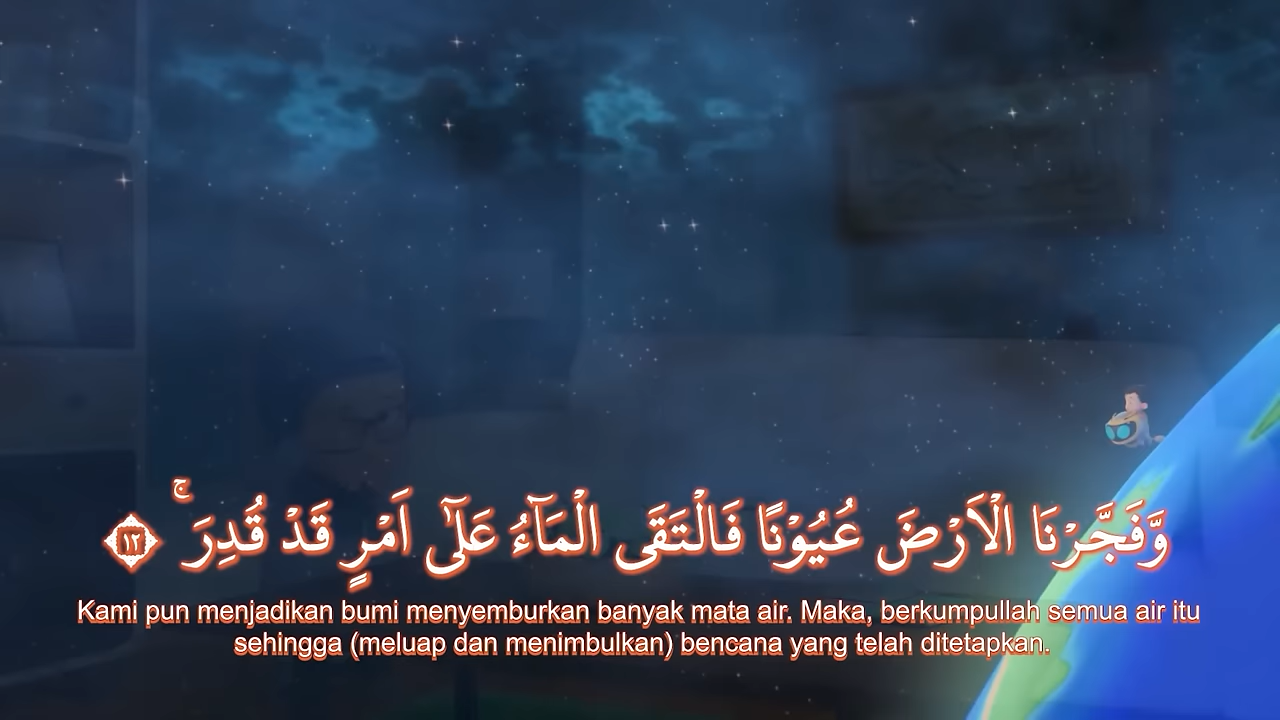 وَّفَجَّرْنَا الْاَرْضَ عُيُوْنًا فَالْتَقَى الْمَاۤءُ عَلٰٓى اَمْرٍ قَدْ قُدِرَ ۚ ١٢
Kami pun menjadikan bumi menyemburkan banyak mata air. Maka, berkumpullah semua air itu
sehingga (meluap dan menimbulkan) bencana yang telah ditetapkan.